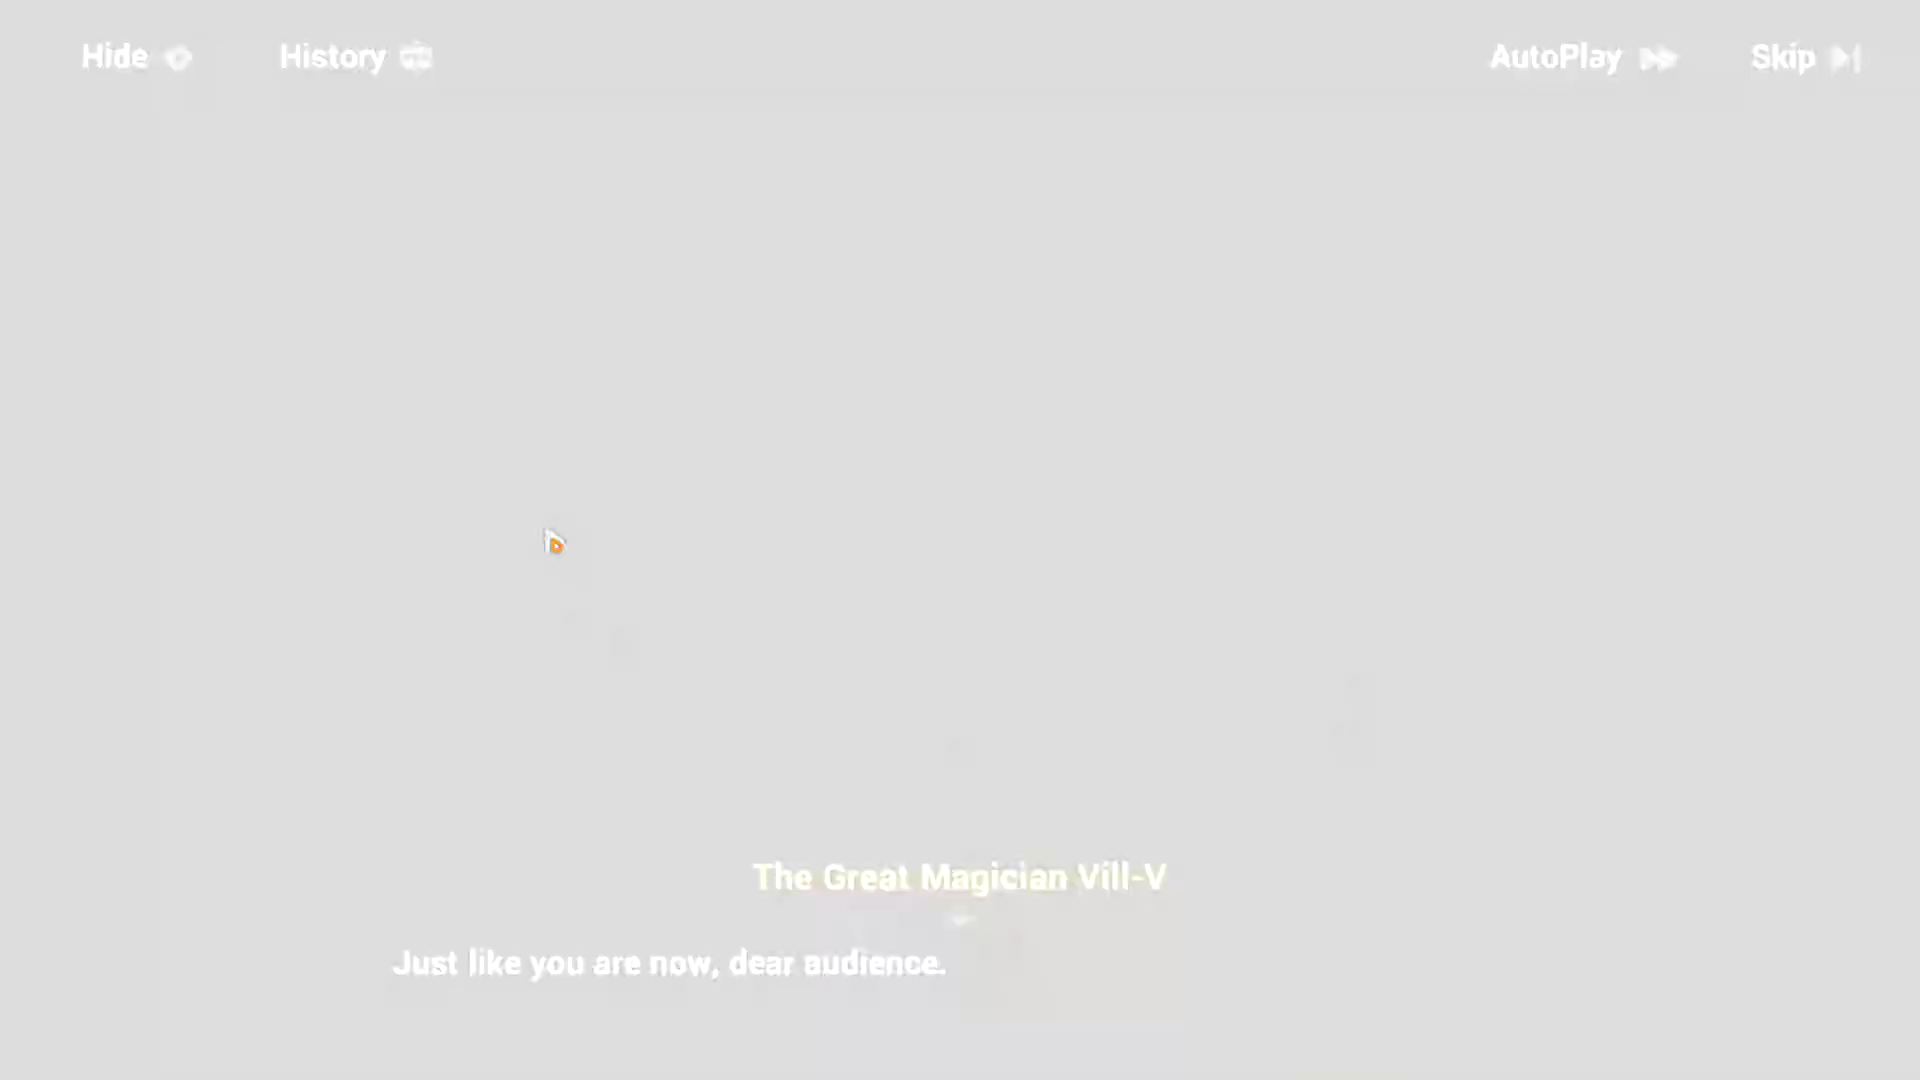 Hide
History
AutoPlay
Skip
The Great Magician Vill-V
Just like you are now, dear audience.